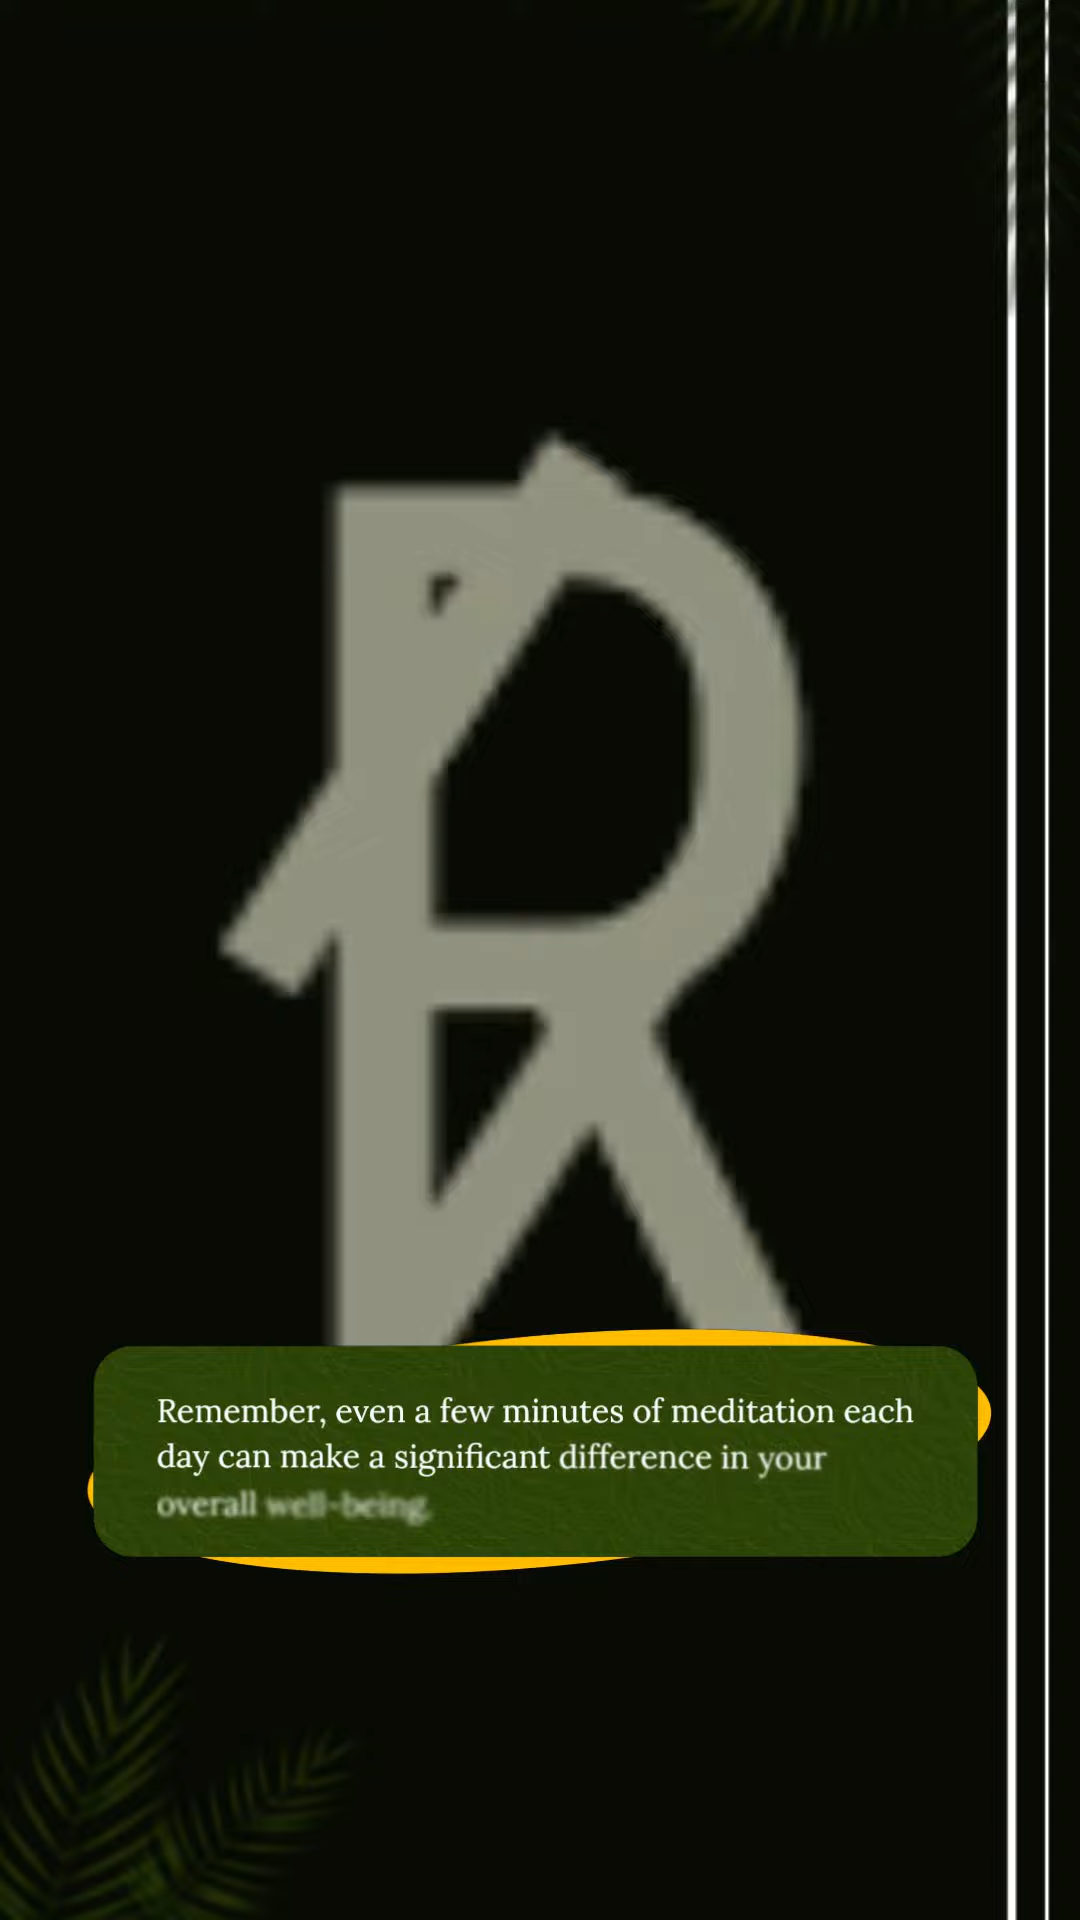 R
Remember, even a few minutes of meditation each
day can make a significant difference in your
overall well-being.